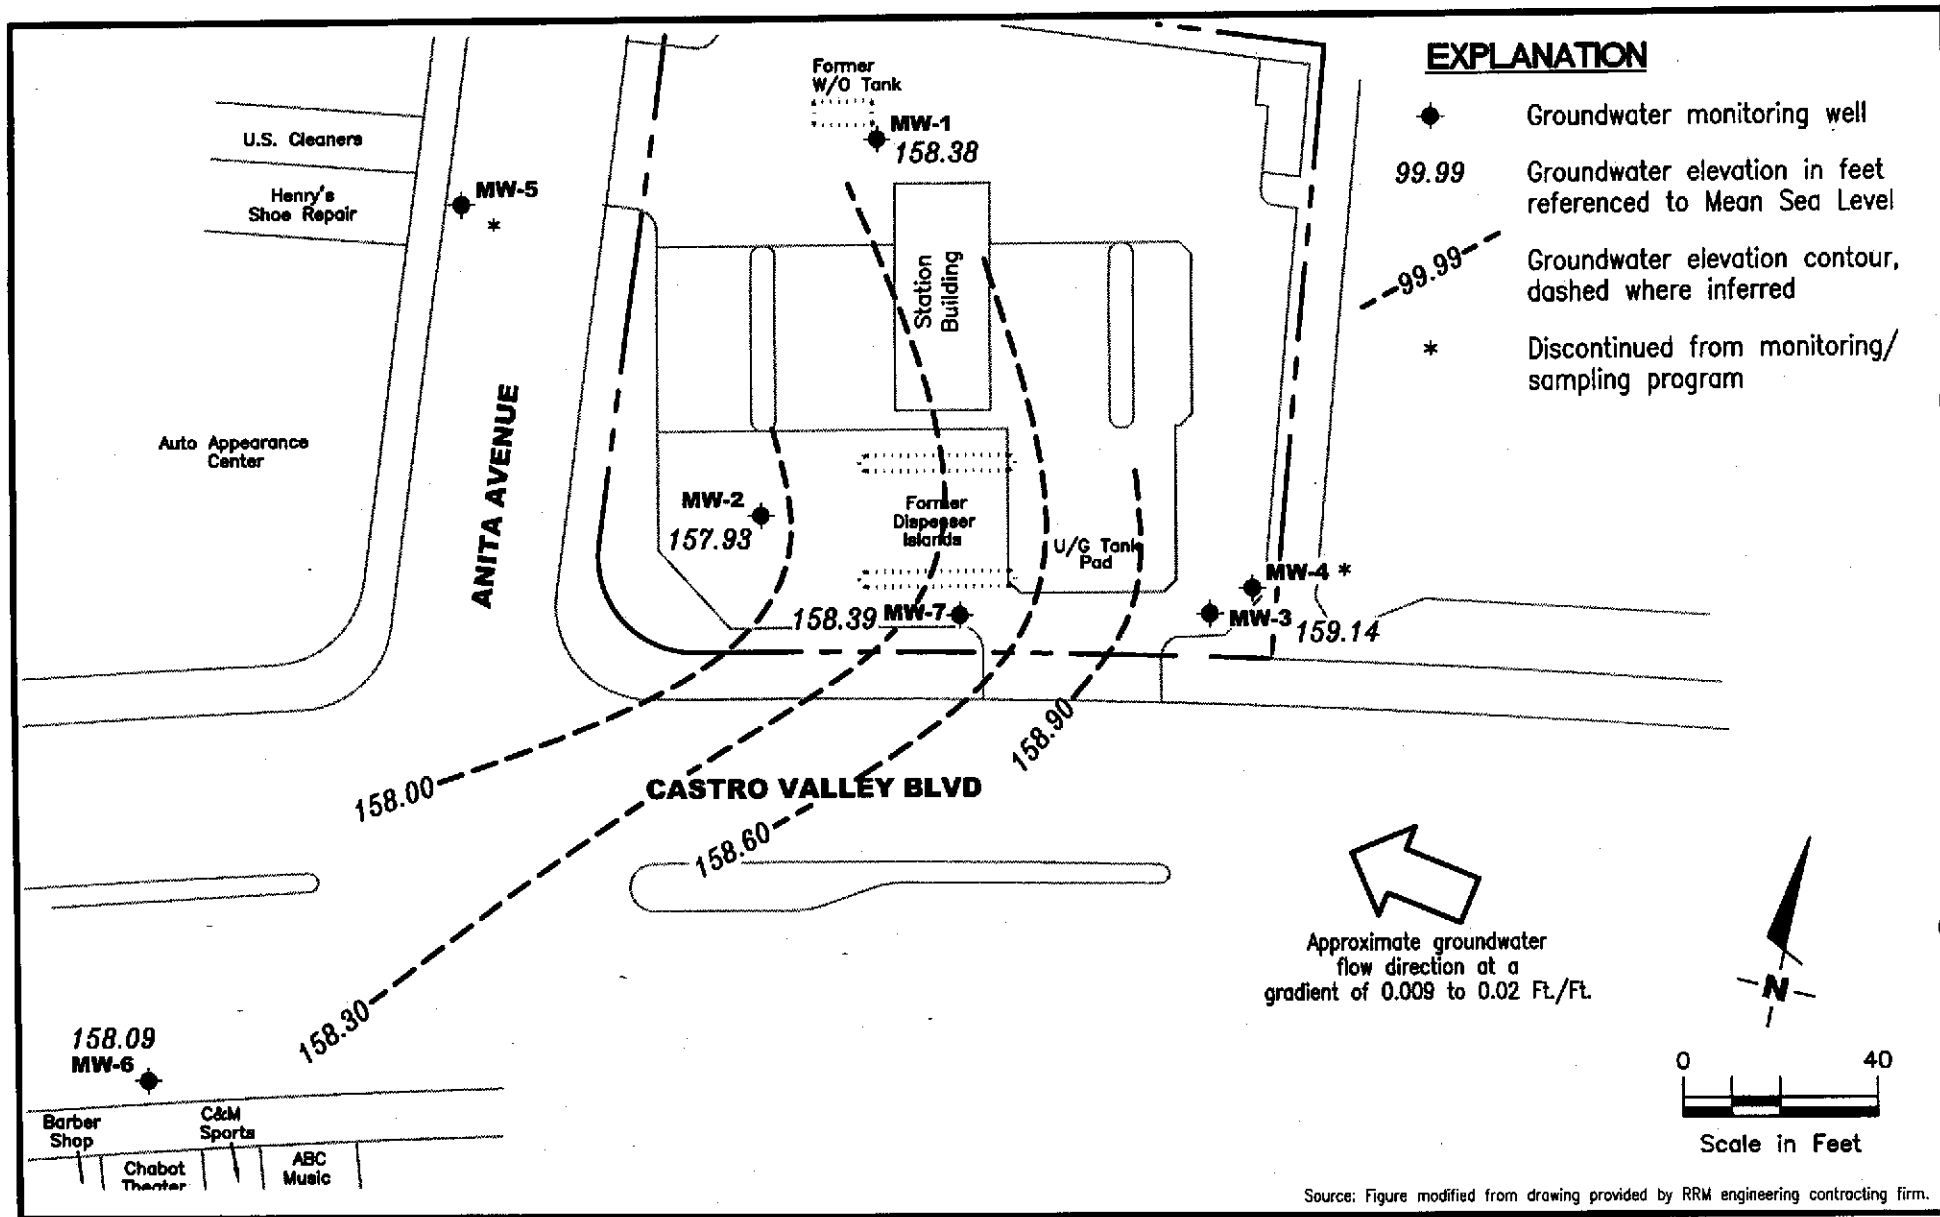 EXPLANATION
Groundwater monitoring well
99.99
Groundwater elevation in feet
referenced to Mean Sea Level
99.99
Groundwater elevation contour,
dashed where inferred
*
Discontinued from monitoring/
sampling program
Former
W/O Tank
MW-1
158.38
U.S. Cleaners
Henry's
Shoe Repair
MW-5
*
Station
Building
Auto Appearance
Center
ANITA AVENUE
MW-2
157.93
Former
Dispenser
Islands
U/G Tank
Pad
MW-4 *
MW-3
159.14
158.39 MW-7
158.90
158.00
CASTRO VALLEY BLVD
158.60
158.30
Approximate groundwater
flow direction at a
gradient of 0.009 to 0.02 Ft./Ft.
N
158.09
MW-6
0 40
Scale in Feet
Barber
Shop
C&M
Sports
Chabot
Theater
ABC
Music
Source: Figure modified from drawing provided by RRM engineering contracting firm.